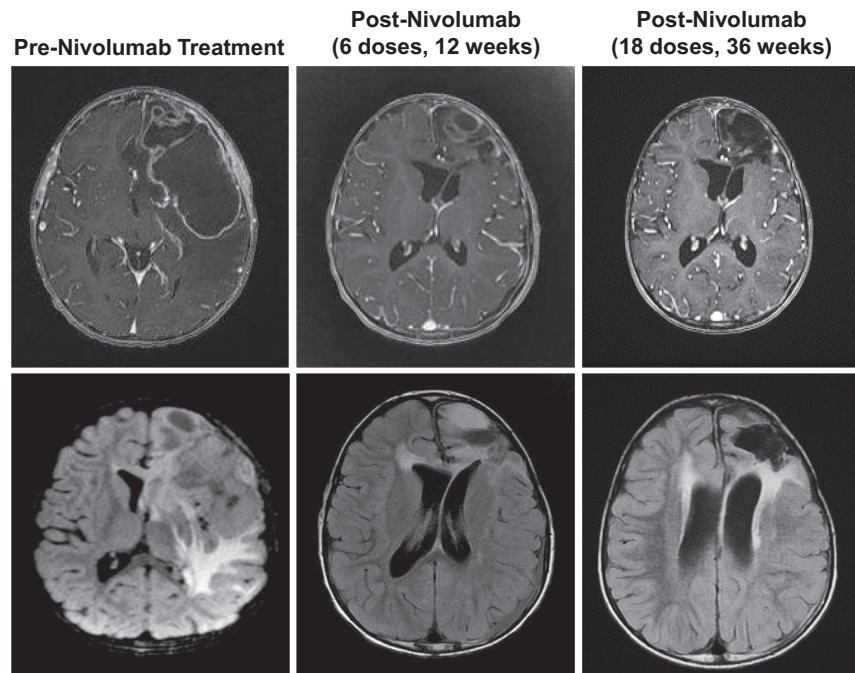 Pre-Nivolumab Treatment
Post-Nivolumab
(6 doses, 12 weeks)
Post-Nivolumab
(18 doses, 36 weeks)